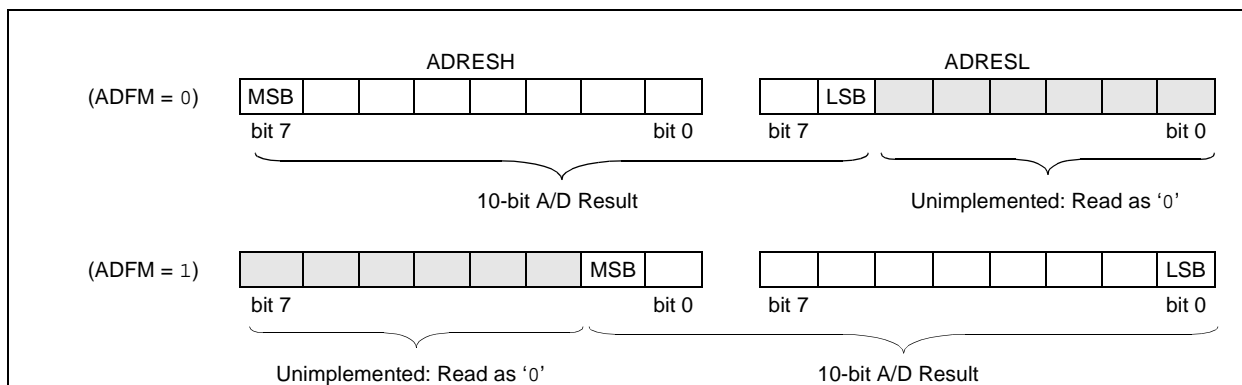 ADRESH ADRESL
(ADFM = 0) MSB LSB
bit 7 bit 0 bit 7 bit 0
10-bit A/D Result Unimplemented: Read as ‘0’
(ADFM = 1) MSB LSB
bit 7 bit 0 bit 7 bit 0
Unimplemented: Read as ‘0’ 10-bit A/D Result